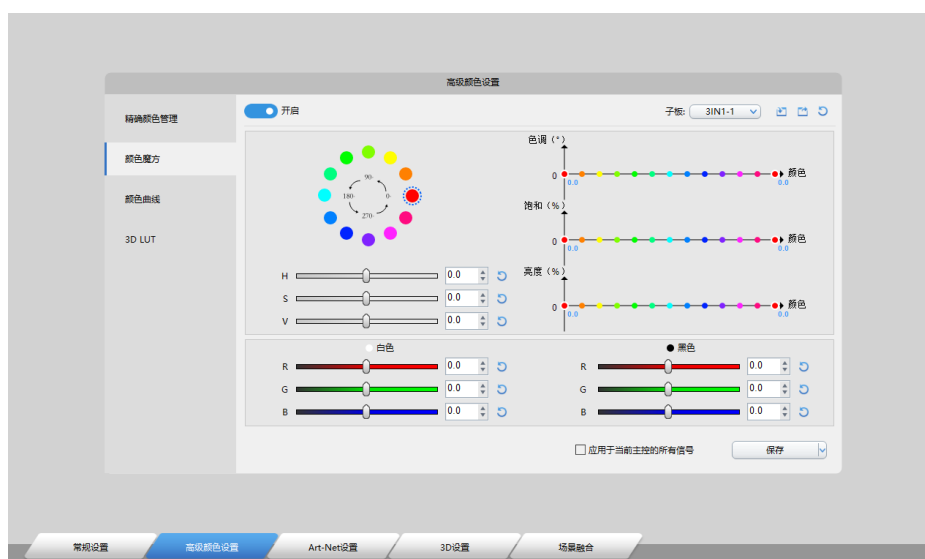 高级颜色设置
精确颜色管理
颜色魔方
颜色曲线
3D LUT
开启
子板: 3IN1-1
90
180
0
270
色调 (°)
0
0.0
颜色
0.0
饱和 (%)
0
0.0
颜色
0.0
亮度 (%)
0
0.0
颜色
0.0
H 0.0
S 0.0
V 0.0
白色
R 0.0
G 0.0
B 0.0
黑色
R 0.0
G 0.0
B 0.0
应用于当前主控的所有信号
保存
常规设置
高级颜色设置
Art-Net设置
3D设置
场景融合